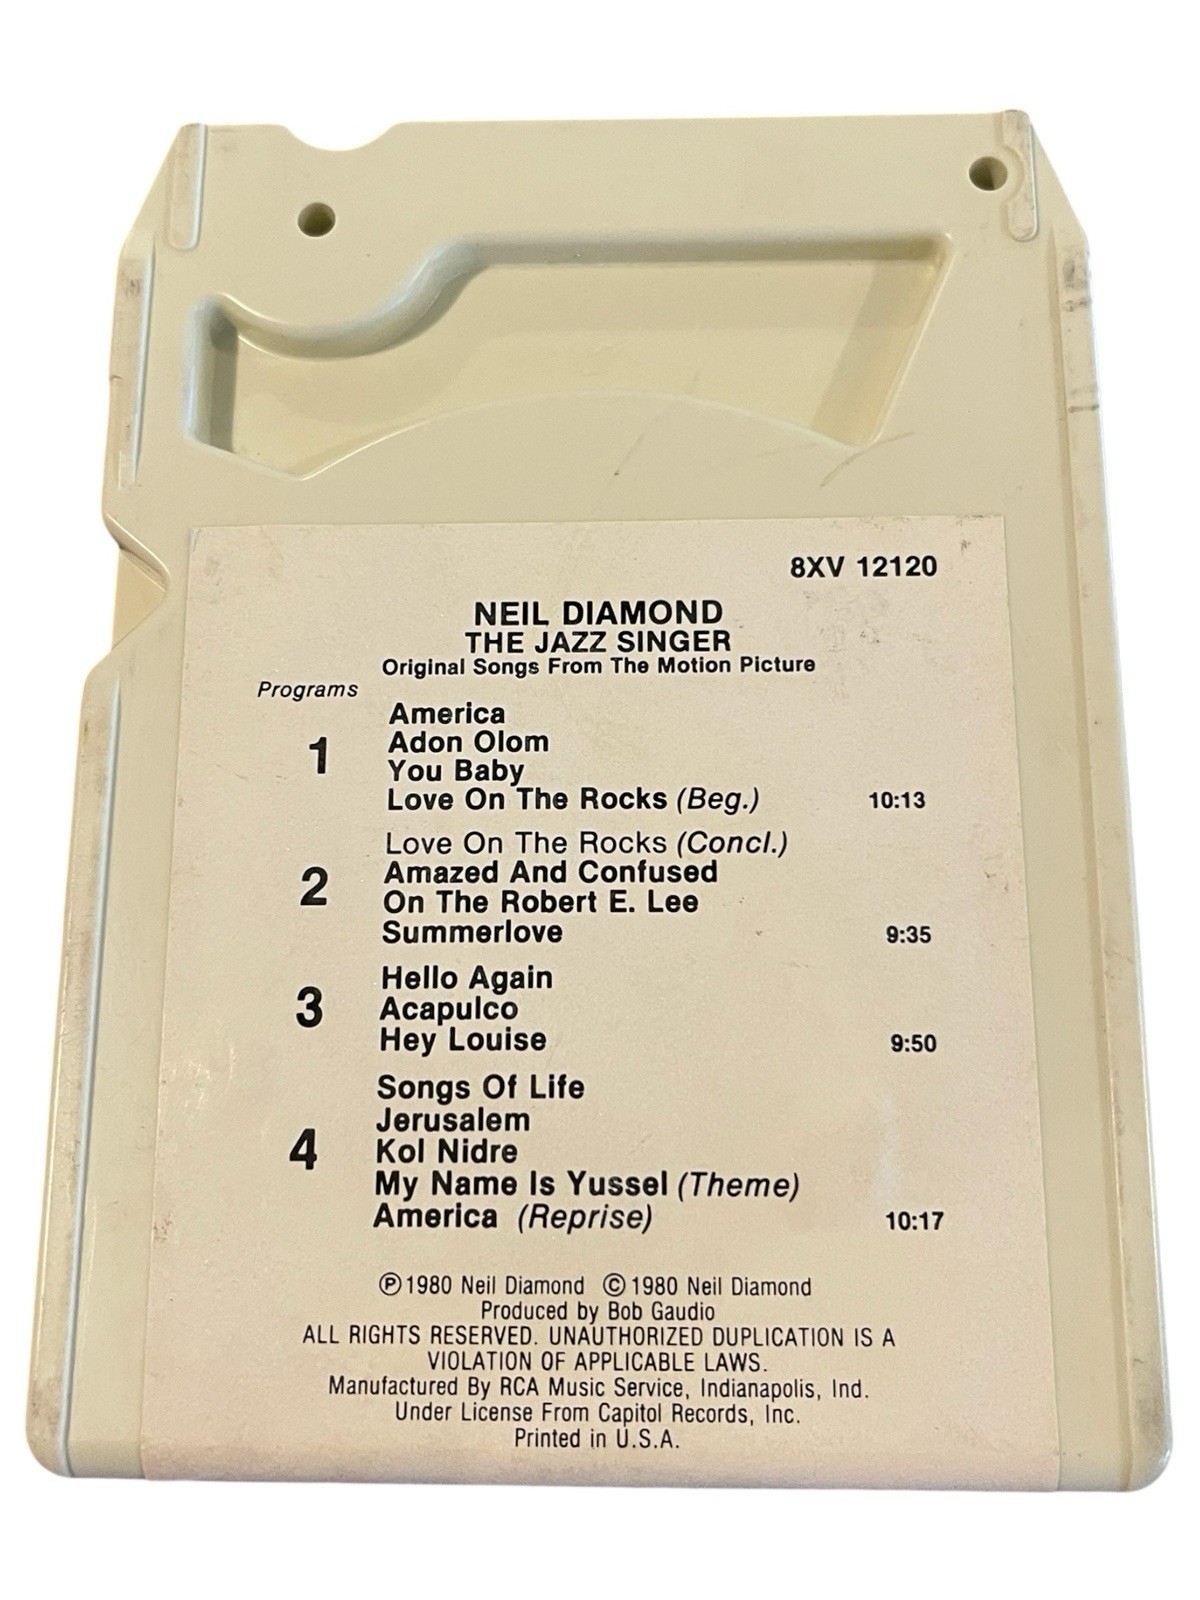 8XV 12120
NEIL DIAMOND
THE JAZZ SINGER
Original Songs From The Motion Picture
Programs
1
America
Adon Olom
You Baby
Love On The Rocks (Beg.) 10:13
2
Love On The Rocks (Concl.)
Amazed And Confused
On The Robert E. Lee
Summerlove 9:35
3
Hello Again
Acapulco
Hey Louise 9:50
4
Songs Of Life
Jerusalem
Kol Nidre
My Name Is Yussel (Theme)
America (Reprise) 10:17
℗1980 Neil Diamond ©1980 Neil Diamond
Produced by Bob Gaudio
ALL RIGHTS RESERVED. UNAUTHORIZED DUPLICATION IS A
VIOLATION OF APPLICABLE LAWS.
Manufactured By RCA Music Service, Indianapolis, Ind.
Under License From Capitol Records, Inc.
Printed in U.S.A.